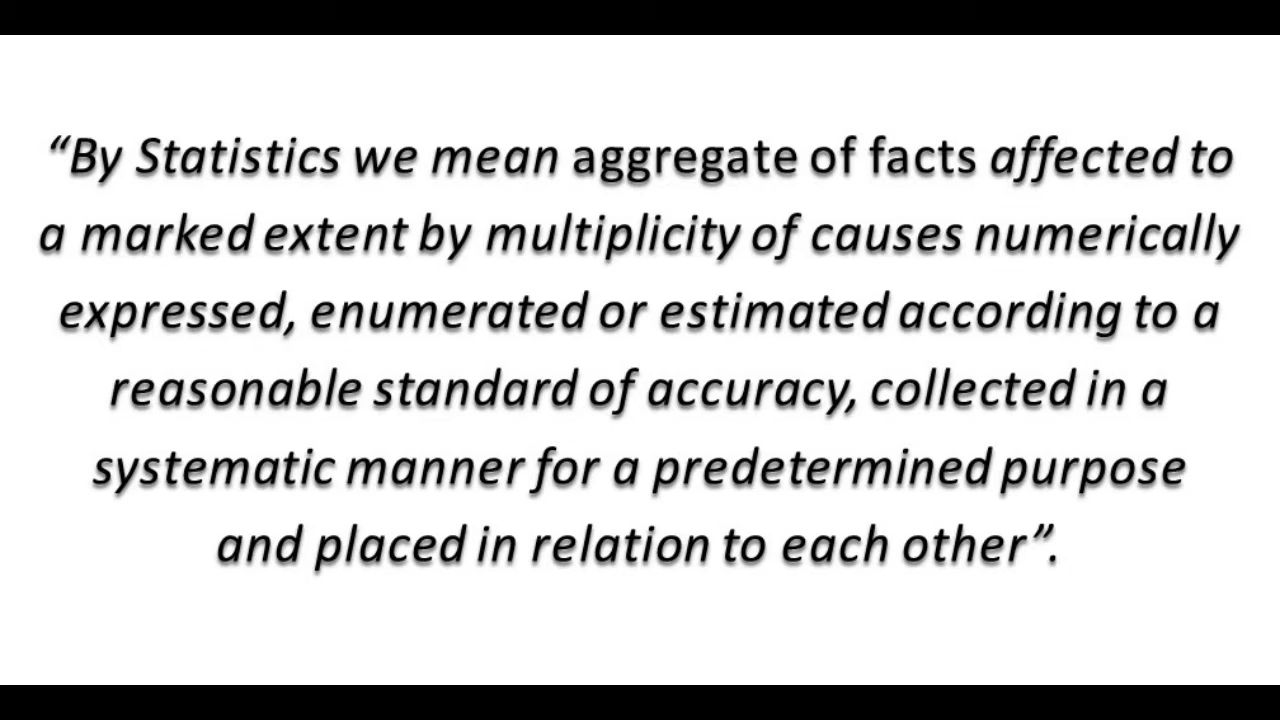 “By Statistics we mean aggregate of facts affected to
a marked extent by multiplicity of causes numerically
expressed, enumerated or estimated according to a
reasonable standard of accuracy, collected in a
systematic manner for a predetermined purpose
and placed in relation to each other”.